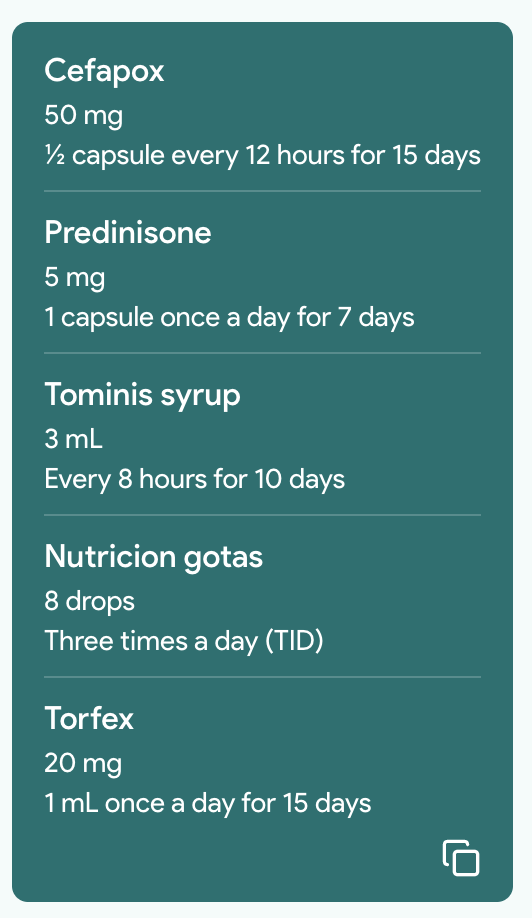 Cefapox
50 mg
½ capsule every 12 hours for 15 days
Predinisone
5 mg
1 capsule once a day for 7 days
Tominis syrup
3 mL
Every 8 hours for 10 days
Nutricion gotas
8 drops
Three times a day (TID)
Torfex
20 mg
1 mL once a day for 15 days